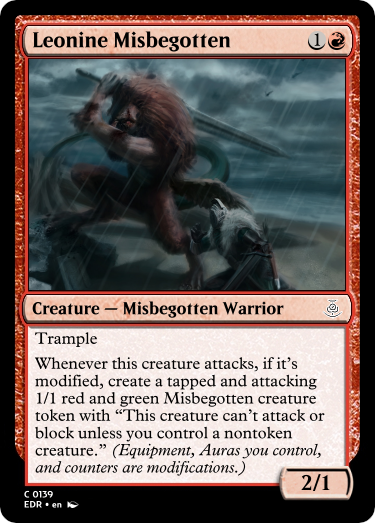 Leonine Misbegotten 1
Creature — Misbegotten Warrior
Trample
Whenever this creature attacks, if it's
modified, create a tapped and attacking
1/1 red and green Misbegotten creature
token with “This creature can't attack or
block unless you control a nontoken
creature.” (Equipment, Auras you control,
and counters are modifications.)
2/1
C 0139
EDR • en